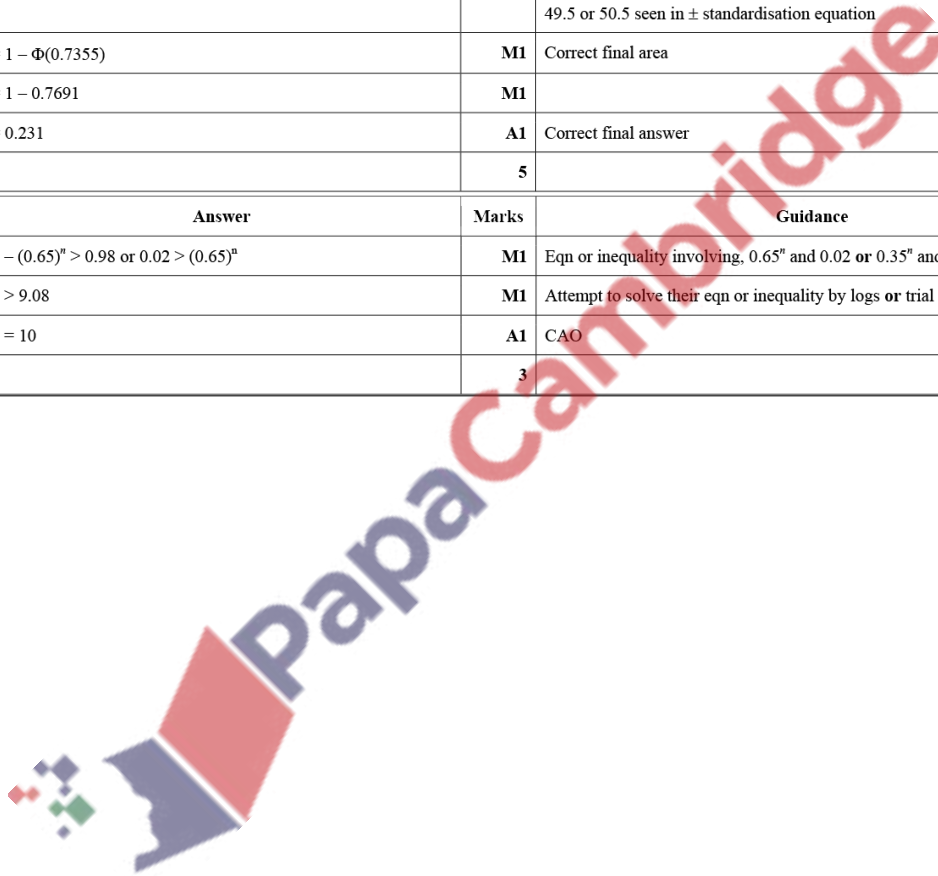 49.5 or 50.5 seen in ± standardisation equation
1 – Φ(0.7355) M1 Correct final area
1 – 0.7691 M1
0.231 A1 Correct final answer
5
Answer Marks Guidance
– (0.65)ⁿ > 0.98 or 0.02 > (0.65)ⁿ M1 Eqn or inequality involving, 0.65ⁿ and 0.02 or 0.35ⁿ and
> 9.08 M1 Attempt to solve their eqn or inequality by logs or trial
= 10 A1 CAO
3
PapaCambridge